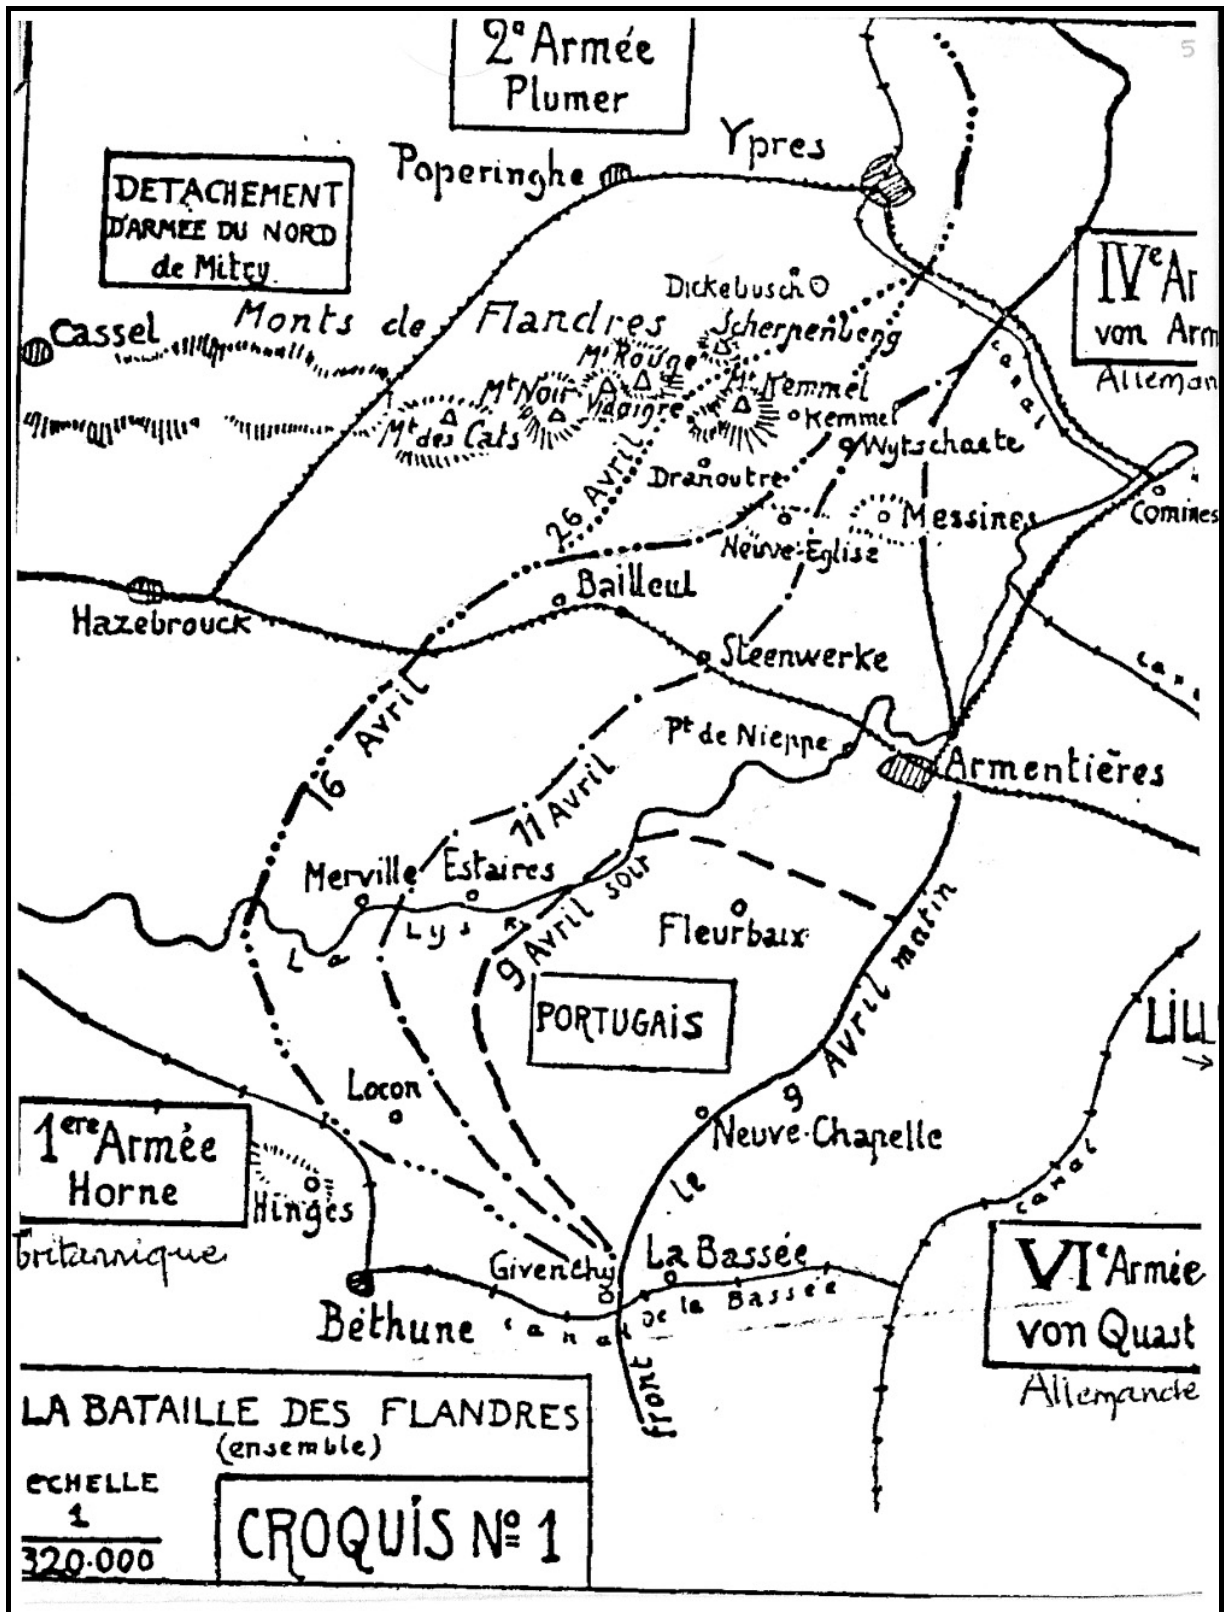 5
2e Armée
Plumer
Ypres
Poperinghe
DETACHEMENT
D'ARMÉE DU NORD
de Mitry
IVe Ar
von Arm
Alleman
Dickebusch
Monts de Flandres
Scherpenberg
Cassel
Mt Rouge
Mt Noir
Vidaigre
Mt Kemmel
Kemmel
canal
Mt des Cats
Wytschaete
Dranoutre
26 Avril
Messines
Comines
Neuve-Eglise
Bailleul
Hazebrouck
Steenwerke
16 Avril
Pt de Nieppe
Armentières
11 Avril
Merville
Estaires
La Lys
9 Avril soir
Fleurbaix
PORTUGAIS
LILL
Locon
1ere Armée
Horne
britannique
Hinges
Neuve-Chapelle
front le 9 Avril matin
canal
Givenchy
La Bassée
canal De la Bassée
Béthune
VIe Armée
von Quast
Allemande
LA BATAILLE DES FLANDRES
(ensemble)
ECHELLE
1
320.000
CROQUIS No 1